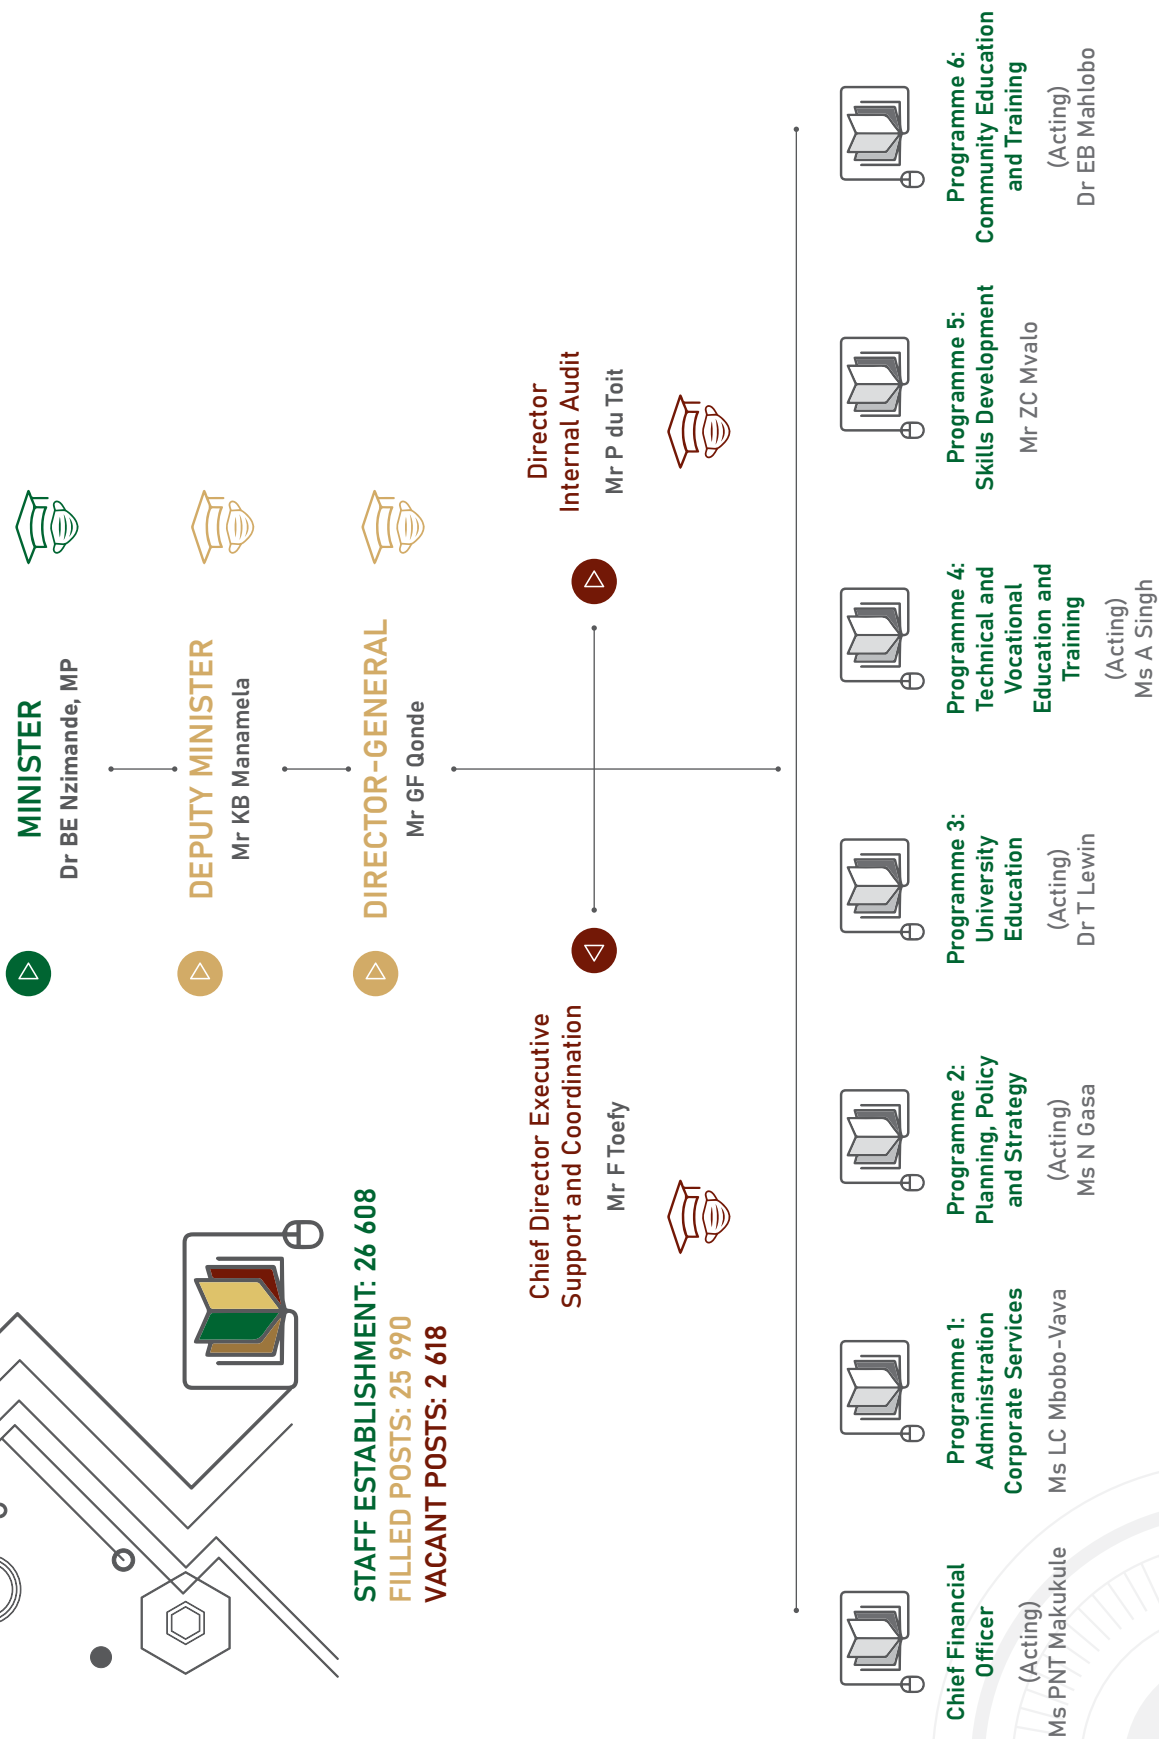 MINISTER
Dr BE Nzimande, MP
DEPUTY MINISTER
Mr KB Manamela
DIRECTOR-GENERAL
Mr GF Qonde
STAFF ESTABLISHMENT: 26 608
FILLED POSTS: 25 990
VACANT POSTS: 2 618
Chief Director Executive
Support and Coordination
Mr F Toefy
Director
Internal Audit
Mr P du Toit
Chief Financial
Officer
(Acting)
Ms PNT Makukule
Programme 1:
Administration
Corporate Services
Ms LC Mbobo-Vava
Programme 2:
Planning, Policy
and Strategy
(Acting)
Ms N Gasa
Programme 3:
University
Education
(Acting)
Dr T Lewin
Programme 4:
Technical and
Vocational
Education and
Training
(Acting)
Ms A Singh
Programme 5:
Skills Development
Mr ZC Mvalo
Programme 6:
Community Education
and Training
(Acting)
Dr EB Mahlobo